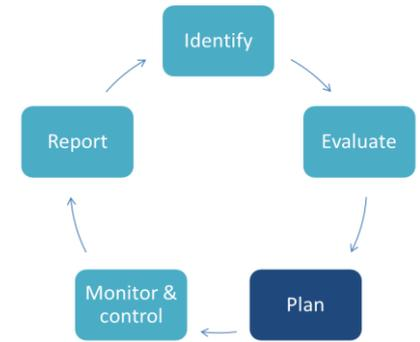 Identify
Evaluate
Plan
Monitor &
control
Report